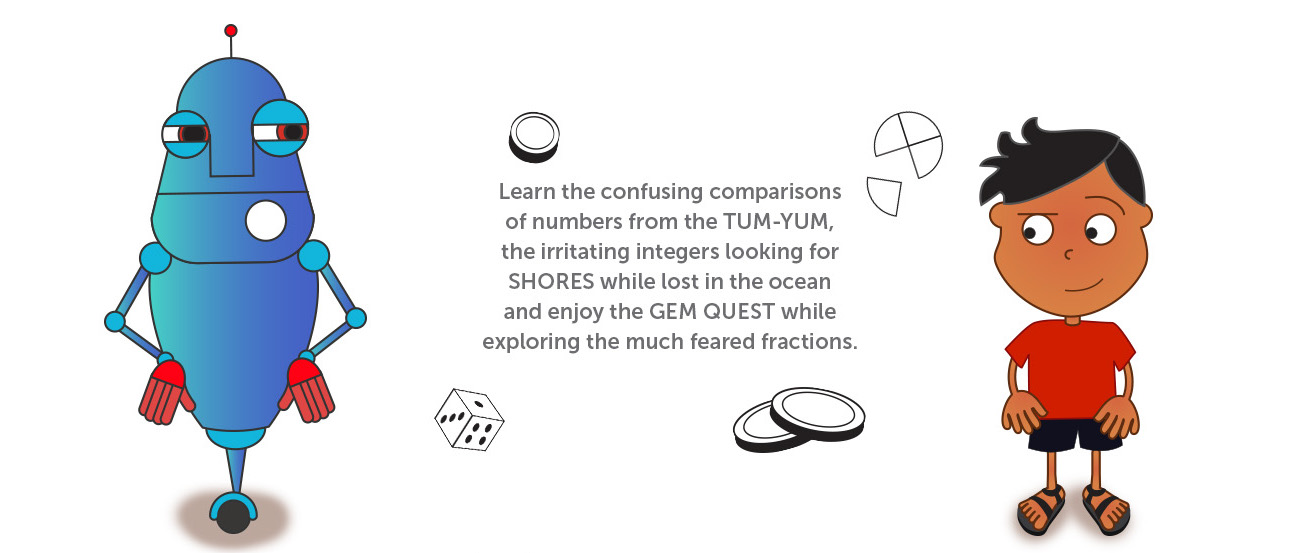 Learn the confusing comparisons
of numbers from the TUM-YUM,
the irritating integers looking for
SHORES while lost in the ocean
and enjoy the GEM QUEST while
exploring the much feared fractions.